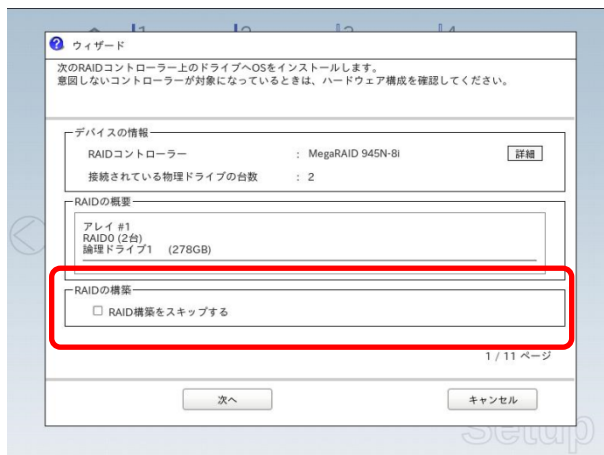 ウィザード
次のRAIDコントローラー上のドライブへOSをインストールします。
意図しないコントローラーが対象になっているときは、ハードウェア構成を確認してください。
デバイスの情報
RAIDコントローラー : MegaRAID 945N-8i 詳細
接続されている物理ドライブの台数 : 2
RAIDの概要
アレイ #1
RAID0 (2台)
論理ドライブ1 (278GB)
RAIDの構築
RAID構築をスキップする
1 / 11 ページ
次へ キャンセル
Setup